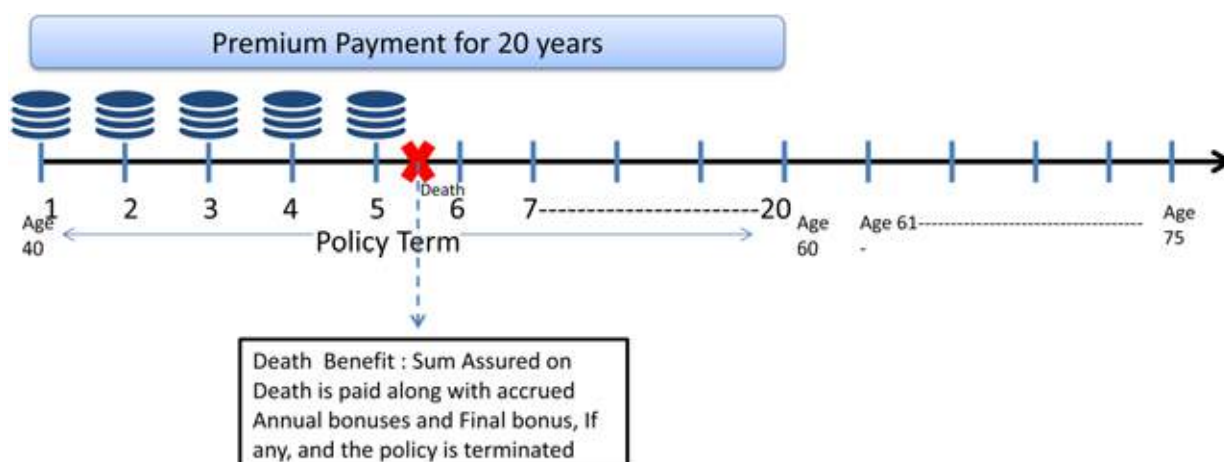 Premium Payment for 20 years
Death
1 2 3 4 5 6 7---------------------20
Age
40
Policy Term
Age
60
Age 61-----------------------------
-
Age
75
Death Benefit : Sum Assured on
Death is paid along with accrued
Annual bonuses and Final bonus, If
any, and the policy is terminated